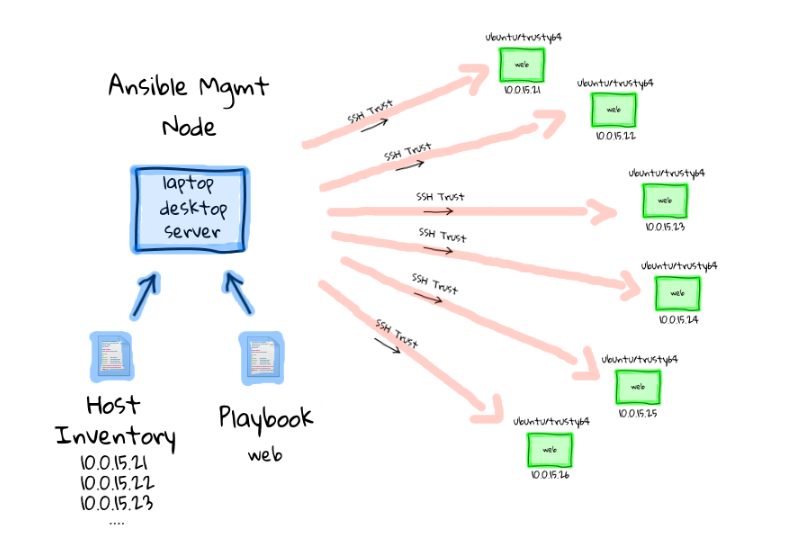 Ansible Mgmt
Node
laptop
desktop
server
Host
Inventory
10.0.15.21
10.0.15.22
10.0.15.23
....
Playbook
web
SSH Trust
SSH Trust
SSH Trust
SSH Trust
SSH Trust
SSH Trust
ubuntu/trusty64
web
10.0.15.21
ubuntu/trusty64
web
10.0.15.22
ubuntu/trusty64
web
10.0.15.23
ubuntu/trusty64
web
10.0.15.24
ubuntu/trusty64
web
10.0.15.25
ubuntu/trusty64
web
10.0.15.26